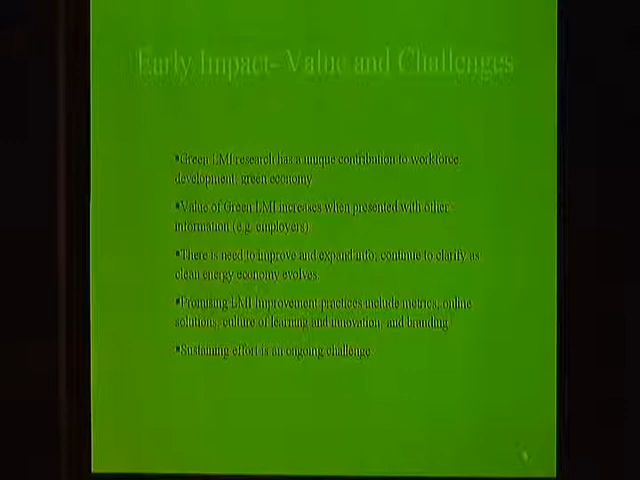 Early Impact- Value and Challenges
▪Green LMI research has a unique contribution to workforce
development, green economy
▪Value of Green LMI increases when presented with other
information (e.g. employers).
▪There is need to improve and expand info, continue to clarify as
clean energy economy evolves.
▪Promising LMI Improvement practices include metrics, online
solutions, culture of learning and innovation, and branding
▪Sustaining effort is an ongoing challenge.